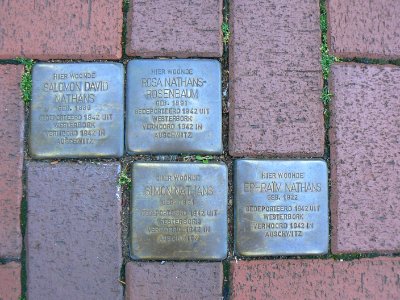 HIER WOONDE
SALOMON DAVID
NATHANS
GEDEPORTEERD 1942 UIT
WESTERBORK
VERMOORD 1942 IN
AUSCHWITZ
HIER WOONDE
ROSA NATHANS-
ROSENBAUM
GEB. 1891
GEDEPORTEERD 1942 UIT
WESTERBORK
VERMOORD 1942 IN
AUSCHWITZ
HIER WOONDE
SIMON NATHANS
GEDEPORTEERD 1942 UIT
WESTERBORK
VERMOORD 1942 IN
AUSCHWITZ
HIER WOONDE
EPHRAIM NATHANS
GEB. 1922
GEDEPORTEERD 1942 UIT
WESTERBORK
VERMOORD 1942 IN
AUSCHWITZ